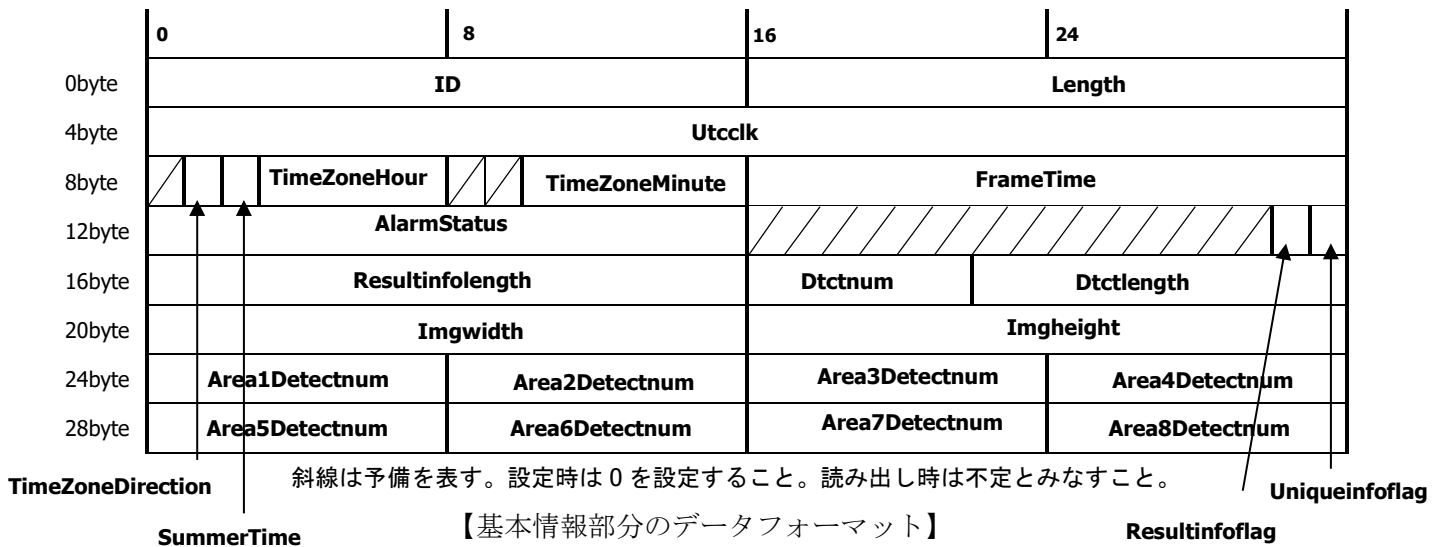 0 8 16 24
0byte ID Length
4byte Utcclk
8byte TimeZoneHour TimeZoneMinute FrameTime
12byte AlarmStatus
16byte Resultinfolength Dtctnum Dtctlength
20byte Imgwidth Imgheight
24byte Area1Detectnum Area2Detectnum Area3Detectnum Area4Detectnum
28byte Area5Detectnum Area6Detectnum Area7Detectnum Area8Detectnum
斜線は予備を表す。設定時は 0 を設定すること。読み出し時は不定とみなすこと。
TimeZoneDirection Uniqueinfoflag
SummerTime 【基本情報部分のデータフォーマット】 Resultinfoflag